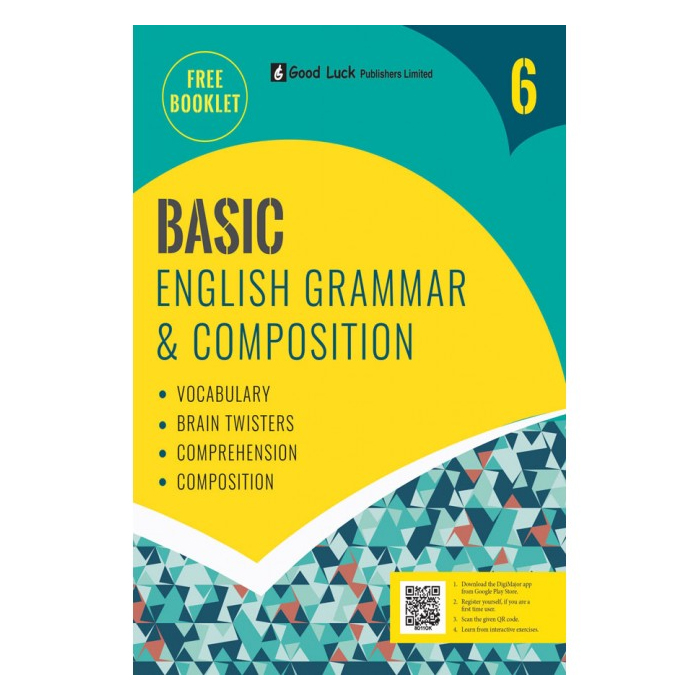 FREE
BOOKLET
Good Luck Publishers Limited
6
BASIC
ENGLISH GRAMMAR
& COMPOSITION
• VOCABULARY
• BRAIN TWISTERS
• COMPREHENSION
• COMPOSITION
1. Download the DigiMajor app
from Google Play Store.
2. Register yourself, if you are a
first time user.
3. Scan the given QR code.
4. Learn from interactive exercises.